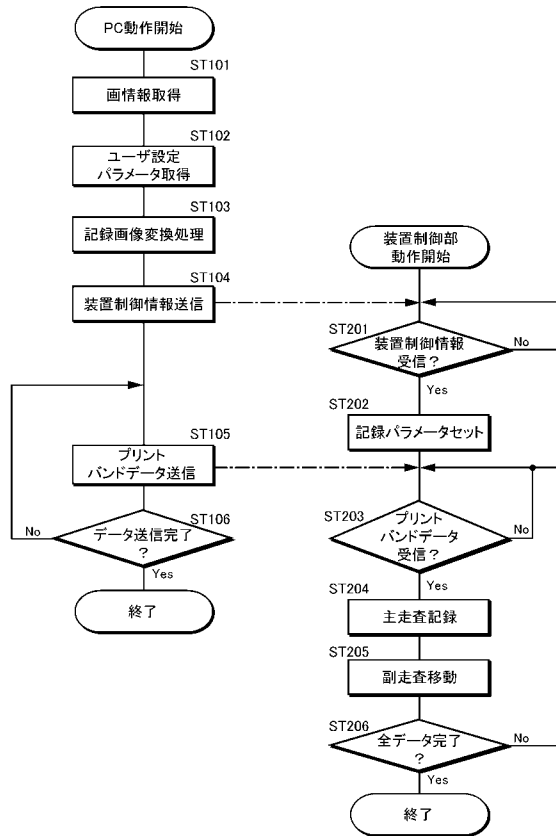 PC動作開始
ST101
画情報取得
ST102
ユーザ設定
パラメータ取得
ST103
記録画像変換処理
ST104
装置制御情報送信
ST105
プリント
バンドデータ送信
ST106
データ送信完了
?
No
Yes
終了
装置制御部
動作開始
ST201
装置制御情報
受信?
No
Yes
ST202
記録パラメータセット
ST203
プリント
バンドデータ
受信?
No
Yes
ST204
主走査記録
ST205
副走査移動
ST206
全データ完了
?
No
Yes
終了